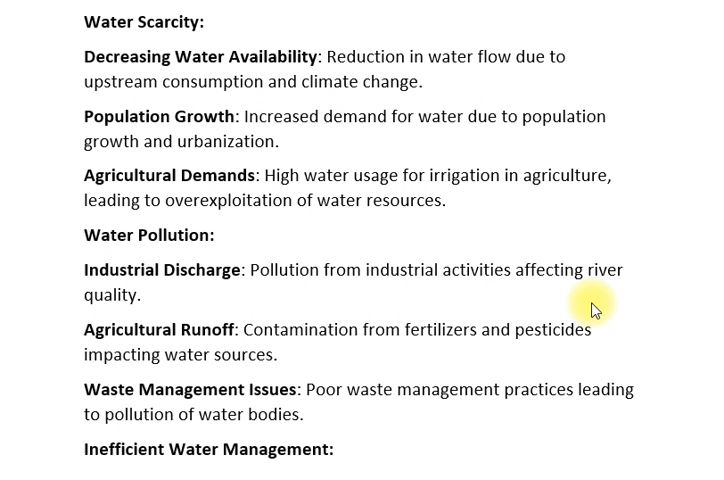 Water Scarcity:
Decreasing Water Availability: Reduction in water flow due to
upstream consumption and climate change.
Population Growth: Increased demand for water due to population
growth and urbanization.
Agricultural Demands: High water usage for irrigation in agriculture,
leading to overexploitation of water resources.
Water Pollution:
Industrial Discharge: Pollution from industrial activities affecting river
quality.
Agricultural Runoff: Contamination from fertilizers and pesticides
impacting water sources.
Waste Management Issues: Poor waste management practices leading
to pollution of water bodies.
Inefficient Water Management: